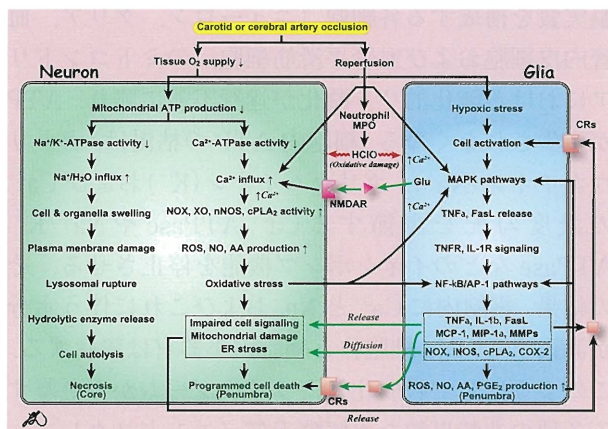 Carotid or cerebral artery occlusion
Tissue O₂ supply ↓
Reperfusion
Neuron
Glia
Mitochondrial ATP production ↓
Na⁺/K⁺-ATPase activity ↓
Ca²⁺-ATPase activity ↓
Na⁺/H₂O influx ↑
Ca²⁺ influx ↑
↑Ca²⁺
Cell & organella swelling
NOX, XO, nNOS, cPLA₂ activity ↑
Plasma membrane damage
ROS, NO, AA production ↑
Lysosomal rupture
Oxidative stress
Hydrolytic enzyme release
Impaired cell signaling
Mitochondrial damage
ER stress
Cell autolysis
Necrosis
(Core)
Programmed cell death
(Penumbra)
Neutrophil
MPO
HClO
(Oxidative damage)
↑Ca²⁺
Glu
NMDAR
↑Ca²⁺
Release
Diffusion
CRs
Release
Hypoxic stress
Cell activation
CRs
MAPK pathways
TNFa, FasL release
TNFR, IL-1R signaling
NF-kB/AP-1 pathways
TNFa, IL-1b, FasL
MCP-1, MIP-1a, MMPs
NOX, iNOS, cPLA₂, COX-2
ROS, NO, AA, PGE₂ production ↑
(Penumbra)